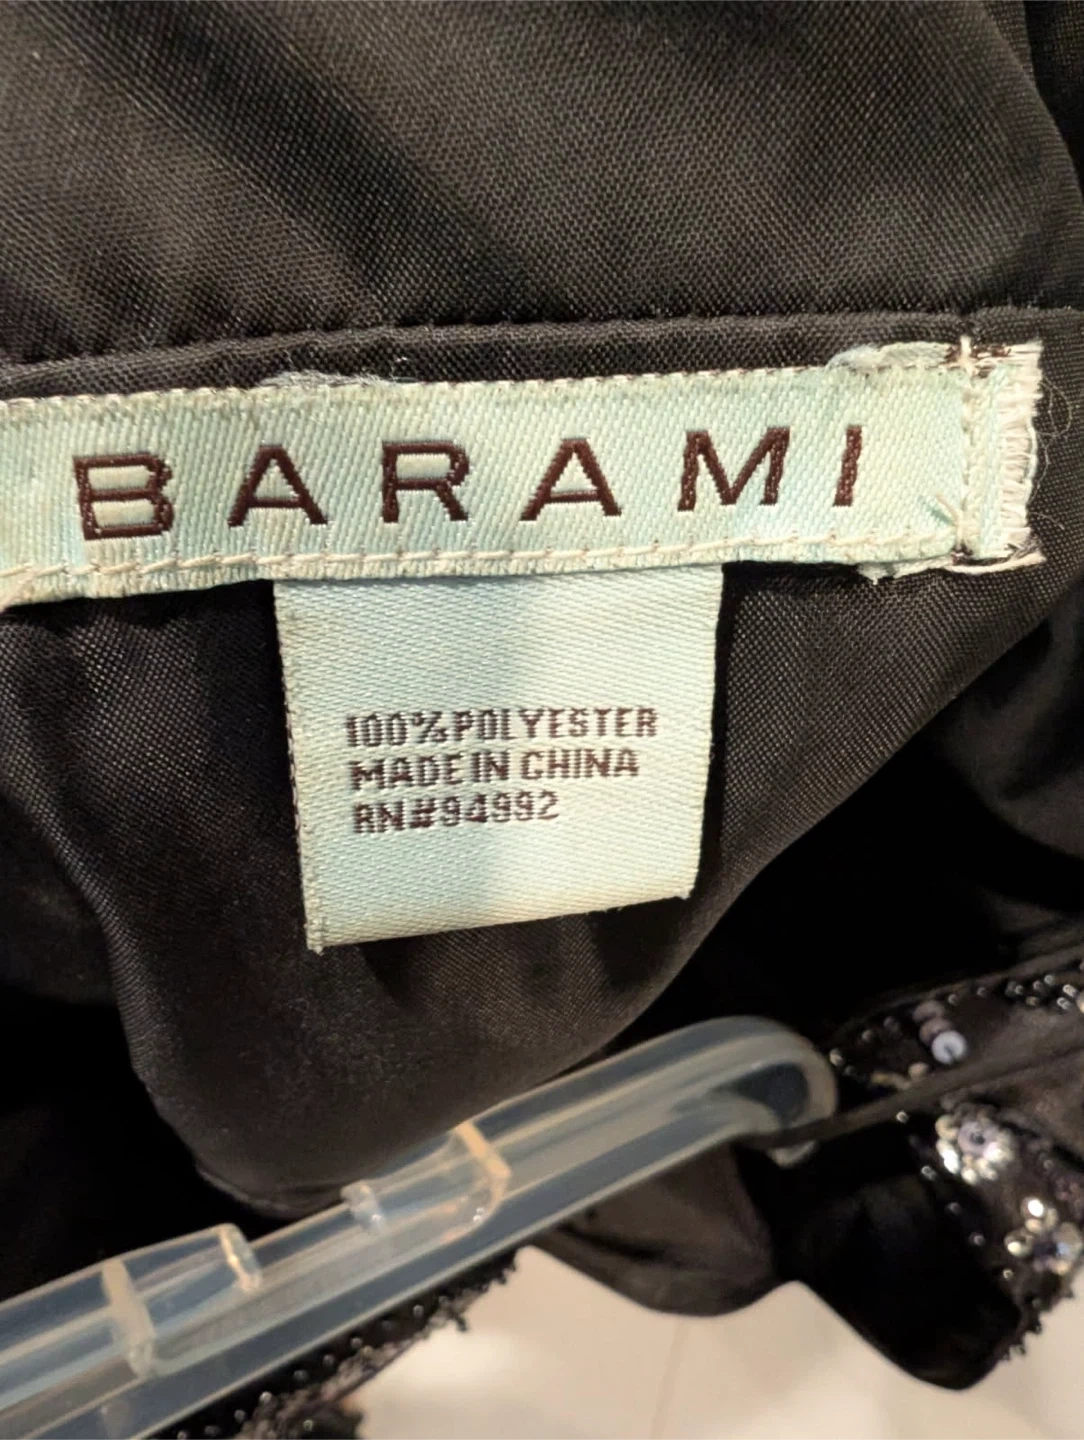 BARAMI
100% POLYESTER
MADE IN CHINA
RN#94992